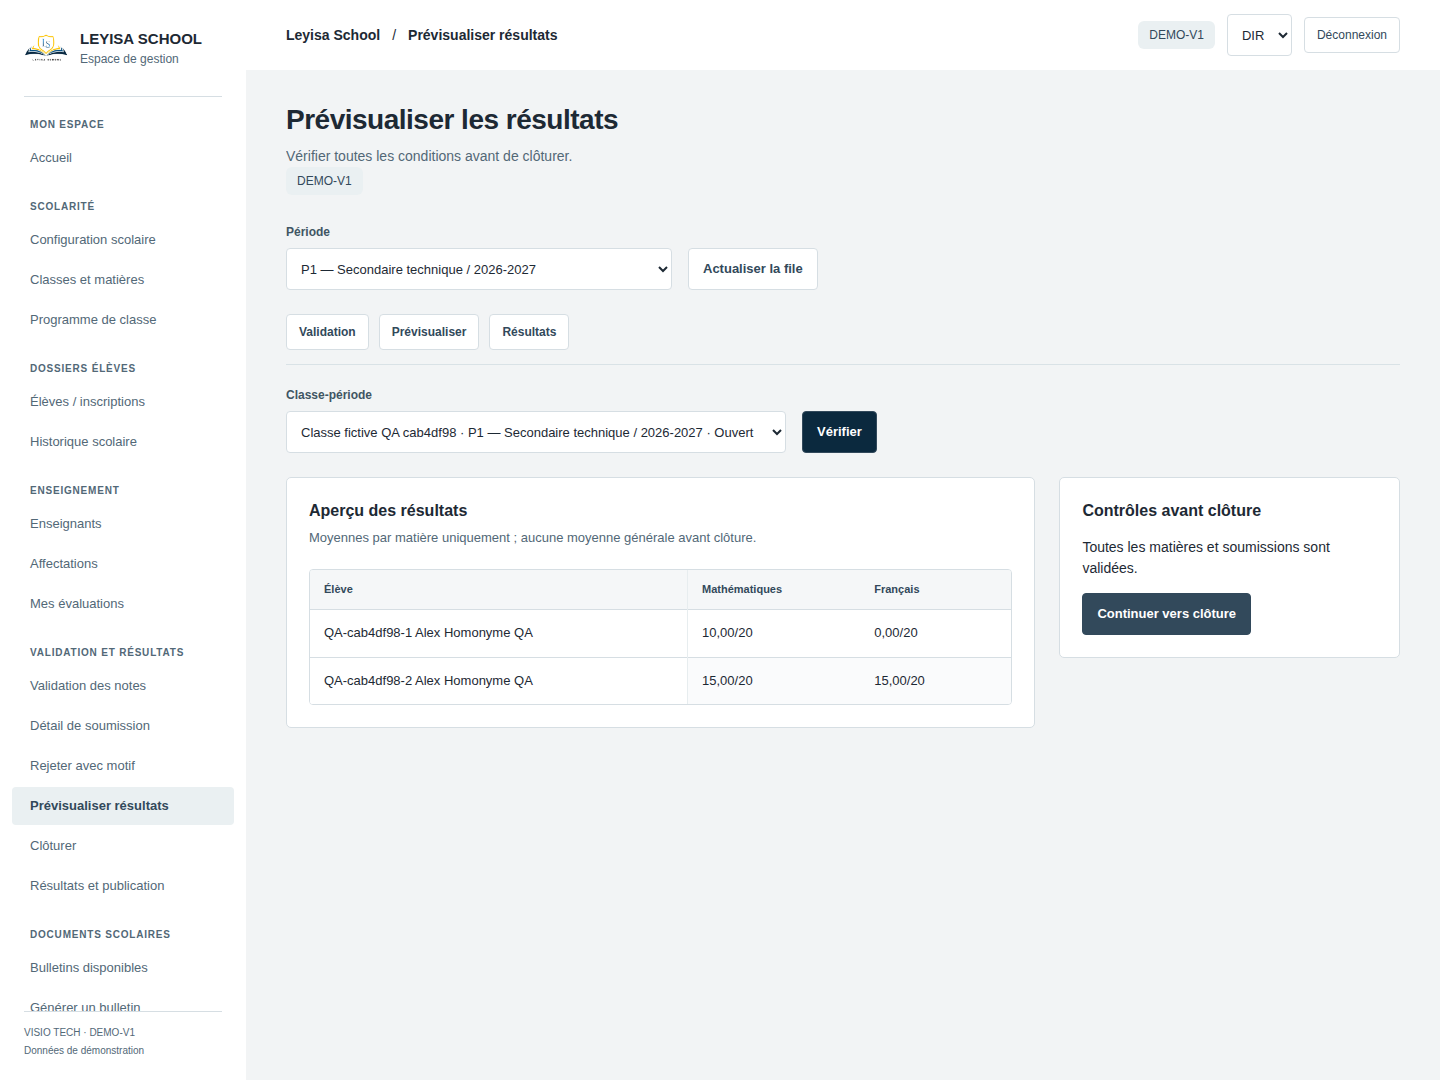 LEYISA SCHOOL
Espace de gestion
MON ESPACE
Accueil
SCOLARITÉ
Configuration scolaire
Classes et matières
Programme de classe
DOSSIERS ÉLÈVES
Élèves / inscriptions
Historique scolaire
ENSEIGNEMENT
Enseignants
Affectations
Mes évaluations
VALIDATION ET RÉSULTATS
Validation des notes
Détail de soumission
Rejeter avec motif
Prévisualiser résultats
Clôturer
Résultats et publication
DOCUMENTS SCOLAIRES
Bulletins disponibles
Générer un bulletin
VISIO TECH · DEMO-V1
Données de démonstration
Leyisa School / Prévisualiser résultats
DEMO-V1
DIR
Déconnexion
Prévisualiser les résultats
Vérifier toutes les conditions avant de clôturer.
DEMO-V1
Période
P1 — Secondaire technique / 2026-2027
Actualiser la file
Validation
Prévisualiser
Résultats
Classe-période
Classe fictive QA cab4df98 · P1 — Secondaire technique / 2026-2027 · Ouvert
Vérifier
Aperçu des résultats
Moyennes par matière uniquement ; aucune moyenne générale avant clôture.
Élève Mathématiques Français
QA-cab4df98-1 Alex Homonyme QA 10,00/20 0,00/20
QA-cab4df98-2 Alex Homonyme QA 15,00/20 15,00/20
Contrôles avant clôture
Toutes les matières et soumissions sont
validées.
Continuer vers clôture